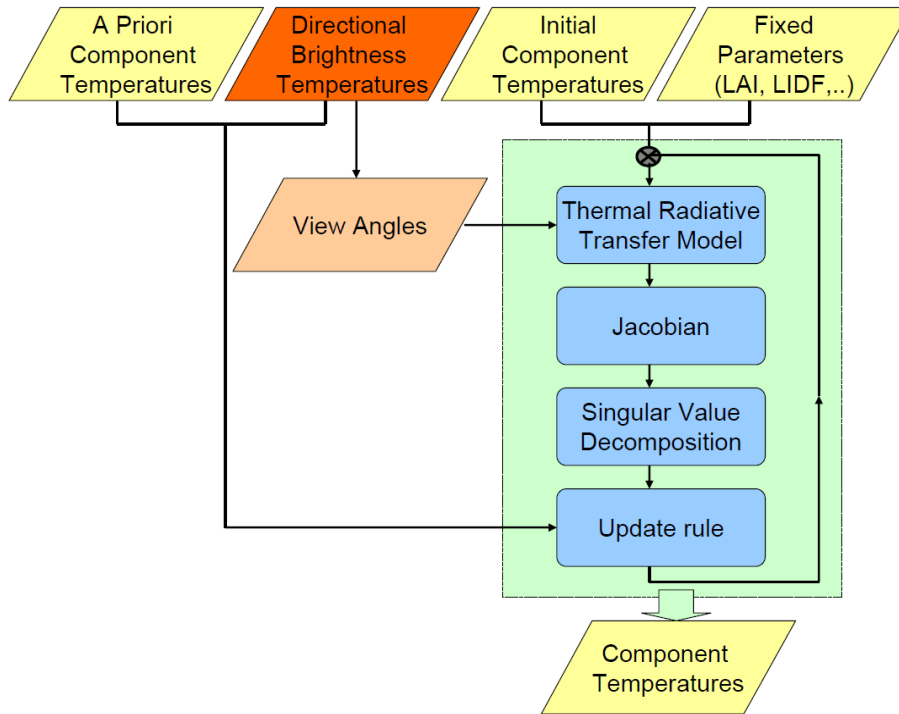 A Priori
Component
Temperatures
Directional
Brightness
Temperatures
Initial
Component
Temperatures
Fixed
Parameters
(LAI, LIDF,..)
View Angles
Thermal Radiative
Transfer Model
Jacobian
Singular Value
Decomposition
Update rule
Component
Temperatures